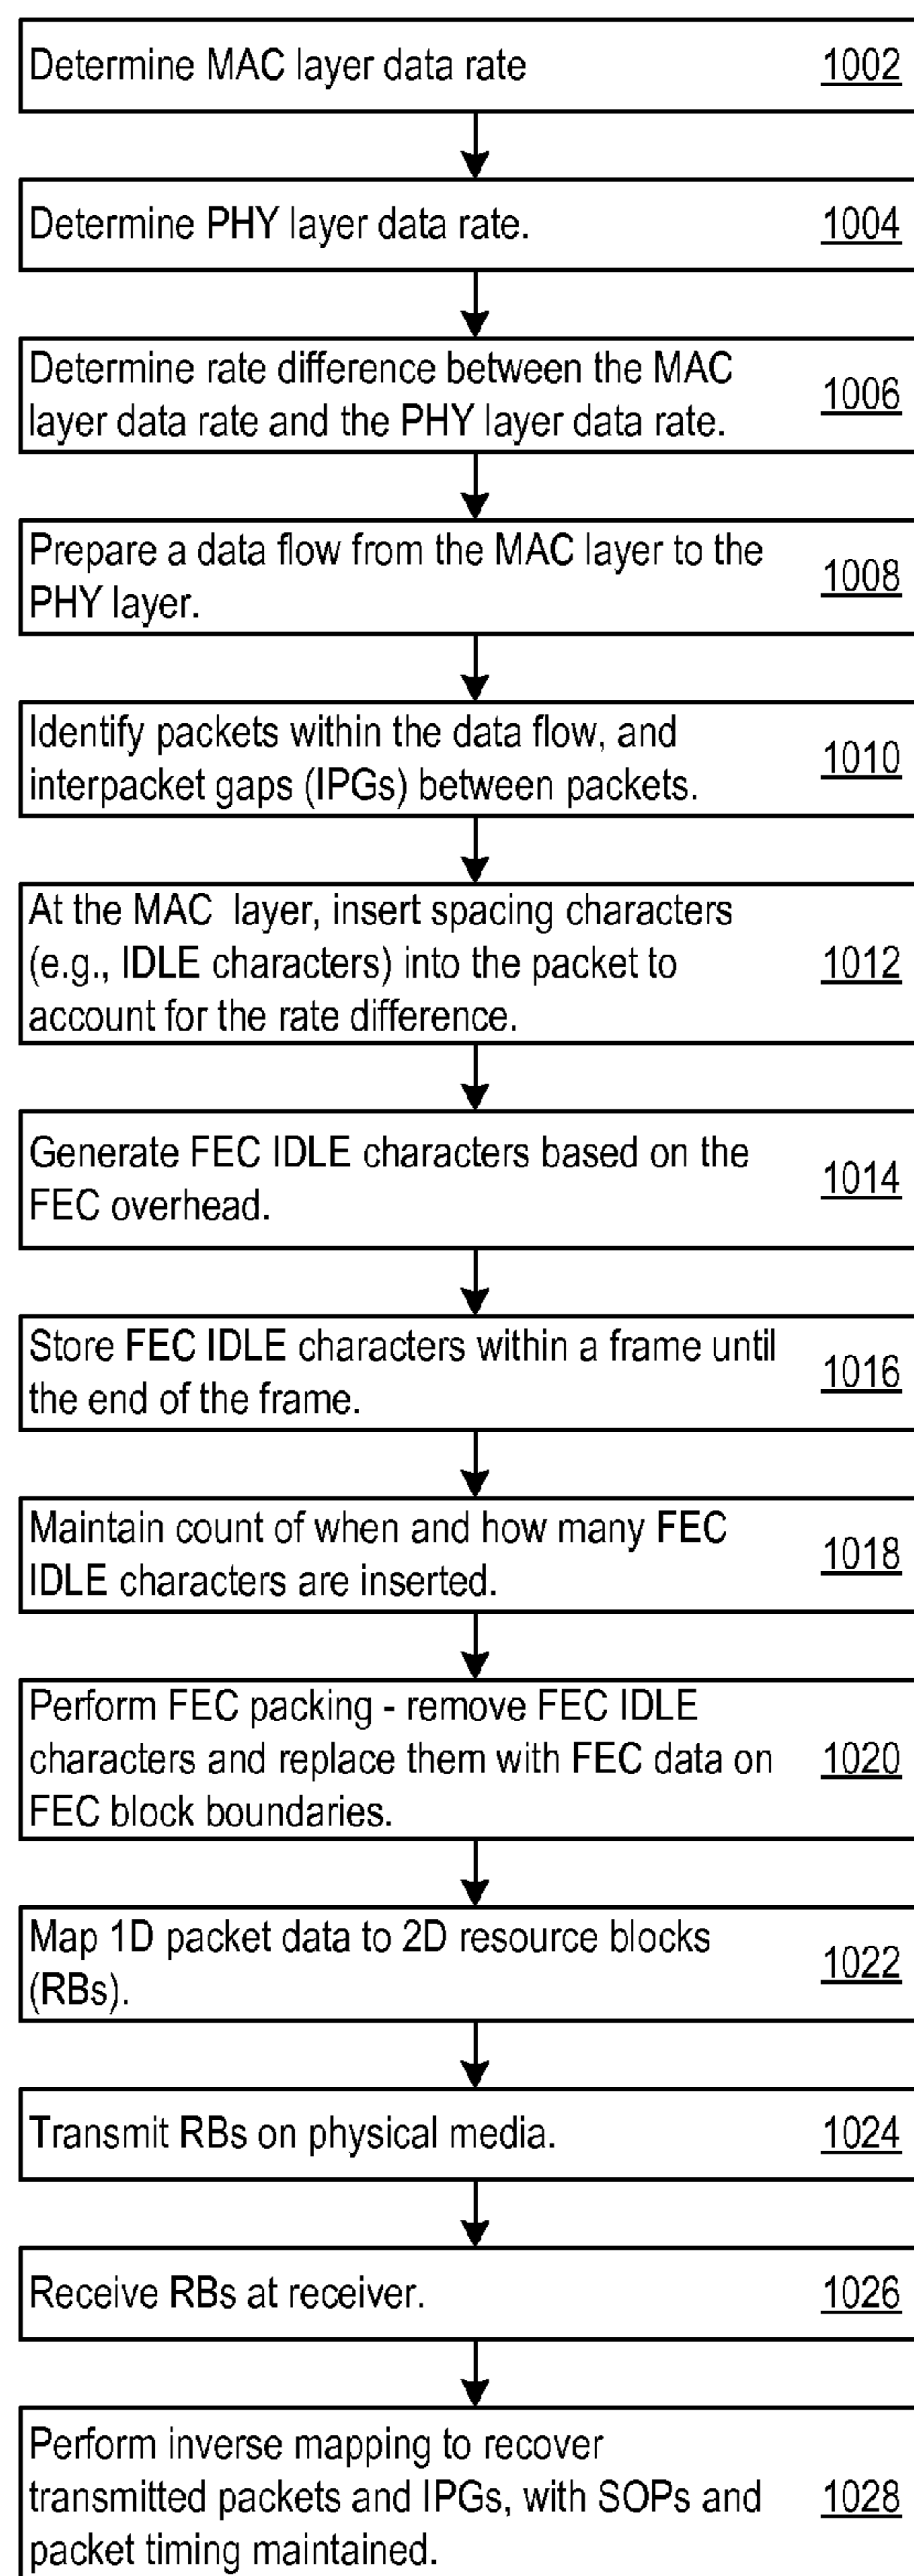 Determine MAC layer data rate 1002
Determine PHY layer data rate. 1004
Determine rate difference between the MAC
layer data rate and the PHY layer data rate. 1006
Prepare a data flow from the MAC layer to the
PHY layer. 1008
Identify packets within the data flow, and
interpacket gaps (IPGs) between packets. 1010
At the MAC layer, insert spacing characters
(e.g., IDLE characters) into the packet to 1012
account for the rate difference.
Generate FEC IDLE characters based on the
FEC overhead. 1014
Store FEC IDLE characters within a frame until
the end of the frame. 1016
Maintain count of when and how many FEC
IDLE characters are inserted. 1018
Perform FEC packing - remove FEC IDLE
characters and replace them with FEC data on 1020
FEC block boundaries.
Map 1D packet data to 2D resource blocks
(RBs). 1022
Transmit RBs on physical media. 1024
Receive RBs at receiver. 1026
Perform inverse mapping to recover
transmitted packets and IPGs, with SOPs and 1028
packet timing maintained.